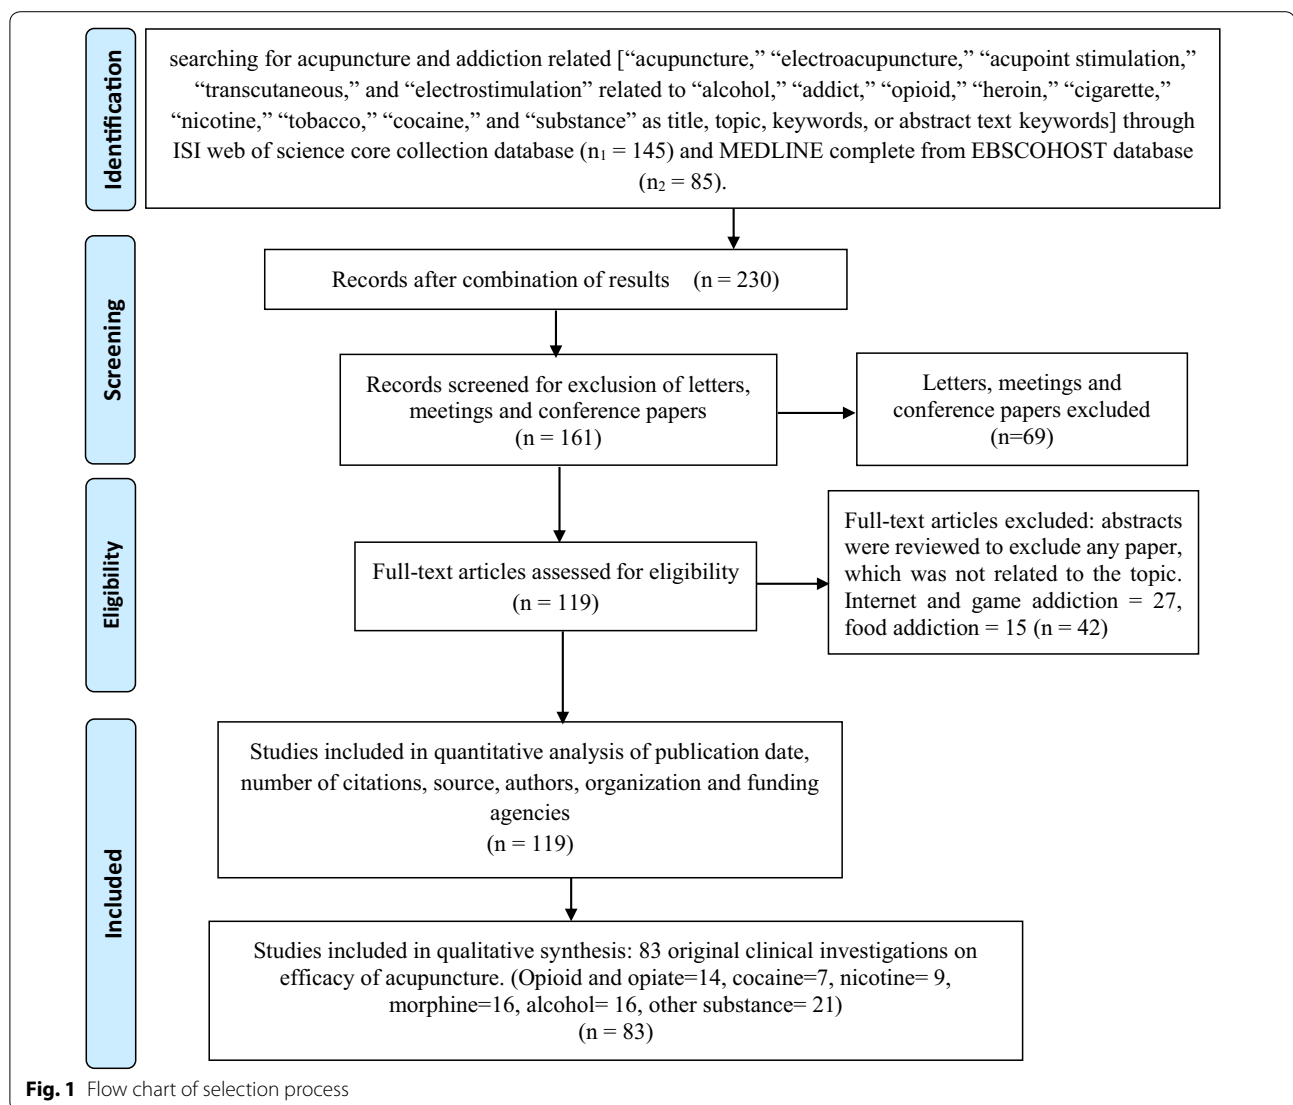 Identification
searching for acupuncture and addiction related [“acupuncture,” “electroacupuncture,” “acupoint stimulation,”
“transcutaneous,” and “electrostimulation” related to “alcohol,” “addict,” “opioid,” “heroin,” “cigarette,”
“nicotine,” “tobacco,” “cocaine,” and “substance” as title, topic, keywords, or abstract text keywords] through
ISI web of science core collection database (n₁ = 145) and MEDLINE complete from EBSCOHOST database
(n₂ = 85).
Screening
Records after combination of results (n = 230)
Records screened for exclusion of letters,
meetings and conference papers
(n = 161)
Letters, meetings and
conference papers excluded
(n=69)
Eligibility
Full-text articles assessed for eligibility
(n = 119)
Full-text articles excluded: abstracts
were reviewed to exclude any paper,
which was not related to the topic.
Internet and game addiction = 27,
food addiction = 15 (n = 42)
Included
Studies included in quantitative analysis of publication date,
number of citations, source, authors, organization and funding
agencies
(n = 119)
Studies included in qualitative synthesis: 83 original clinical investigations on
efficacy of acupuncture. (Opioid and opiate=14, cocaine=7, nicotine= 9,
morphine=16, alcohol= 16, other substance= 21)
(n = 83)
Fig. 1 Flow chart of selection process